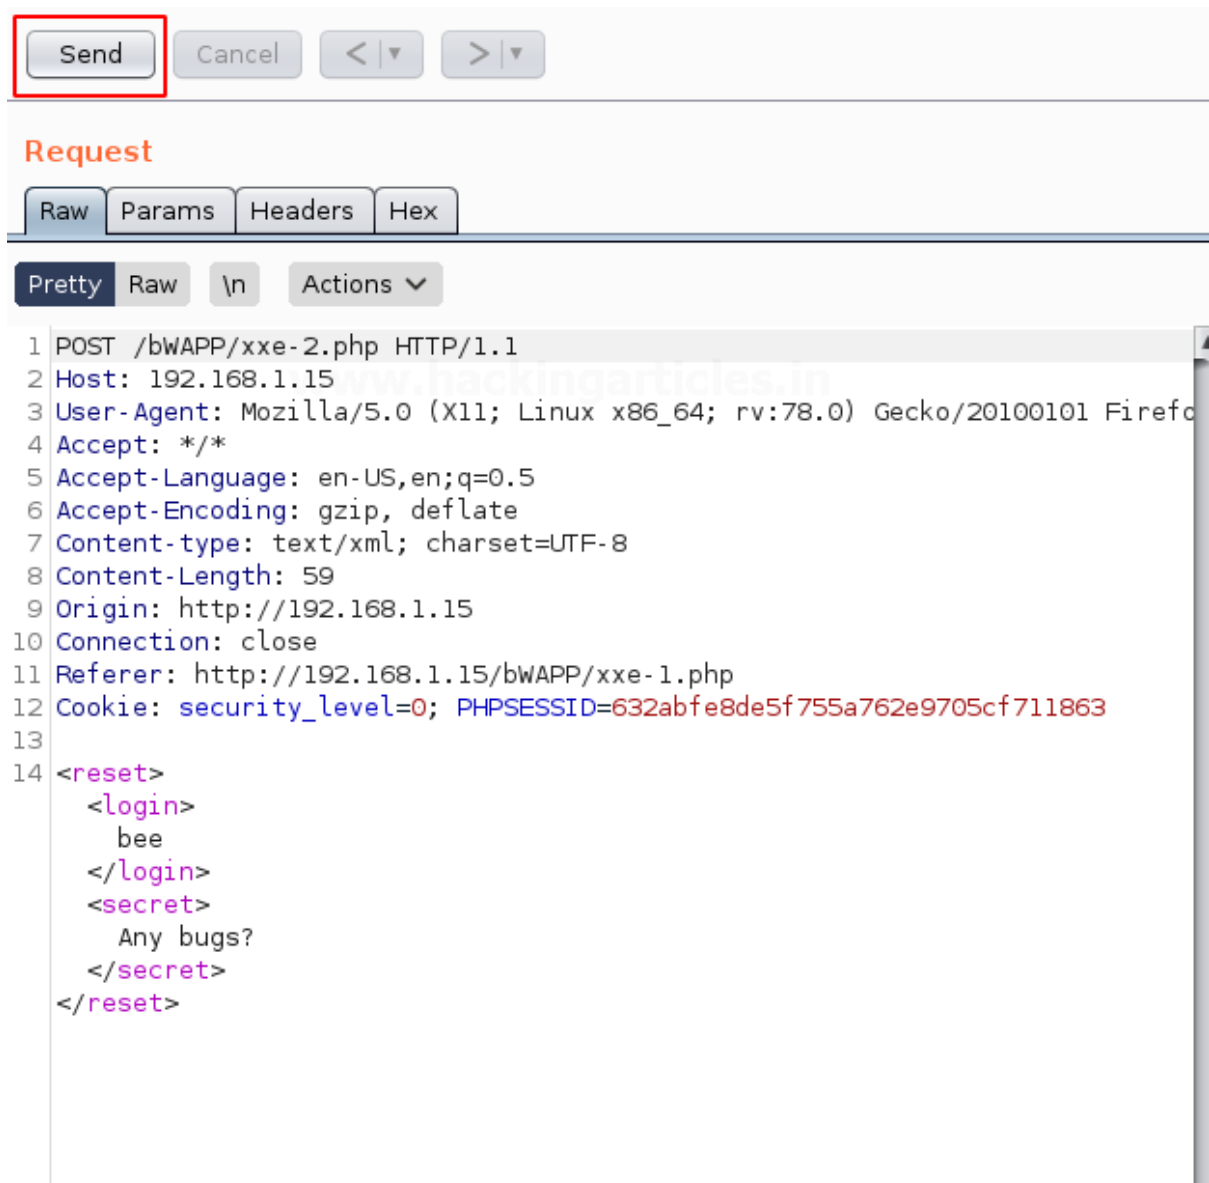 Send Cancel < | ▼ > | ▼
Request
Raw Params Headers Hex
Pretty Raw \n Actions
1 POST /bWAPP/xxe-2.php HTTP/1.1
www.hackingarticles.in
2 Host: 192.168.1.15
3 User-Agent: Mozilla/5.0 (X11; Linux x86_64; rv:78.0) Gecko/20100101 Firefo
4 Accept: */*
5 Accept-Language: en-US,en;q=0.5
6 Accept-Encoding: gzip, deflate
7 Content-type: text/xml; charset=UTF-8
8 Content-Length: 59
9 Origin: http://192.168.1.15
10 Connection: close
11 Referer: http://192.168.1.15/bWAPP/xxe-1.php
12 Cookie: security_level=0; PHPSESSID=632abfe8de5f755a762e9705cf711863
13
14 <reset>
<login>
bee
</login>
<secret>
Any bugs?
</secret>
</reset>